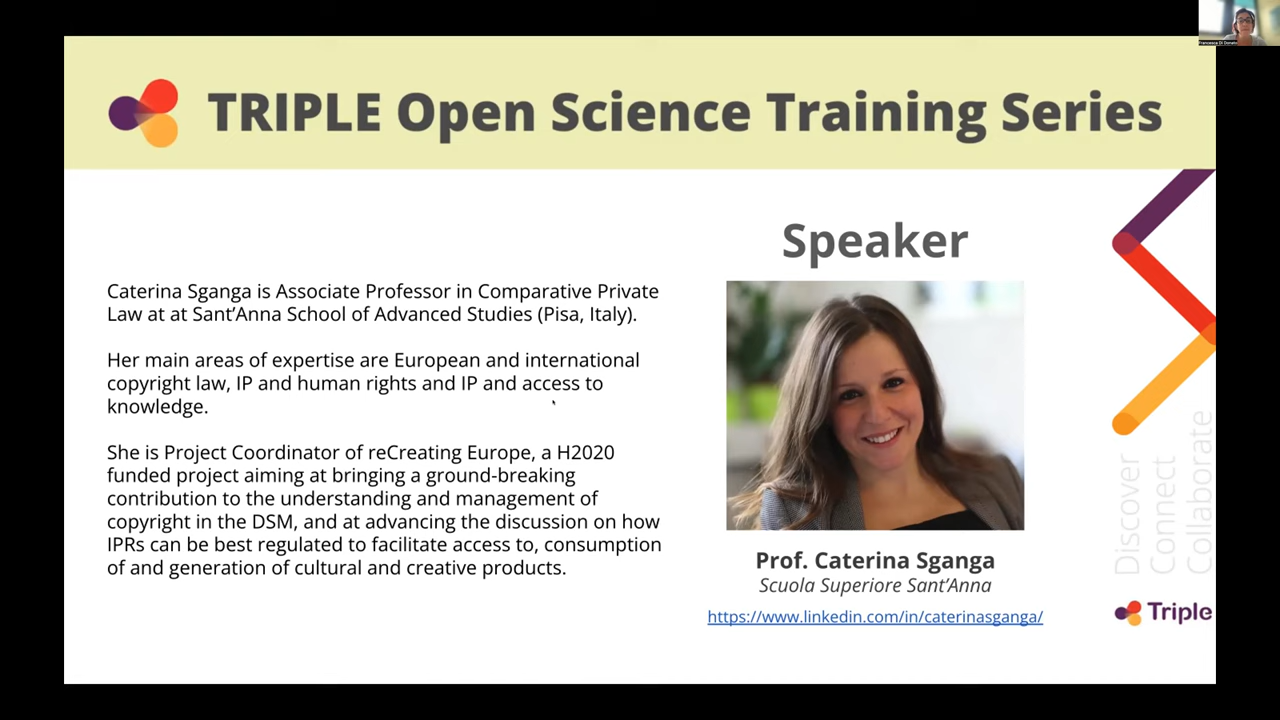 TRIPLE Open Science Training Series
Speaker
Caterina Sganga is Associate Professor in Comparative Private
Law at at Sant’Anna School of Advanced Studies (Pisa, Italy).
Her main areas of expertise are European and international
copyright law, IP and human rights and IP and access to
knowledge.
She is Project Coordinator of reCreating Europe, a H2020
funded project aiming at bringing a ground-breaking
contribution to the understanding and management of
copyright in the DSM, and at advancing the discussion on how
IPRs can be best regulated to facilitate access to, consumption
of and generation of cultural and creative products.
Prof. Caterina Sganga
Scuola Superiore Sant’Anna
https://www.linkedin.com/in/caterinasganga/
Discover
Connect
Collaborate
Triple
Francesca Di Donato